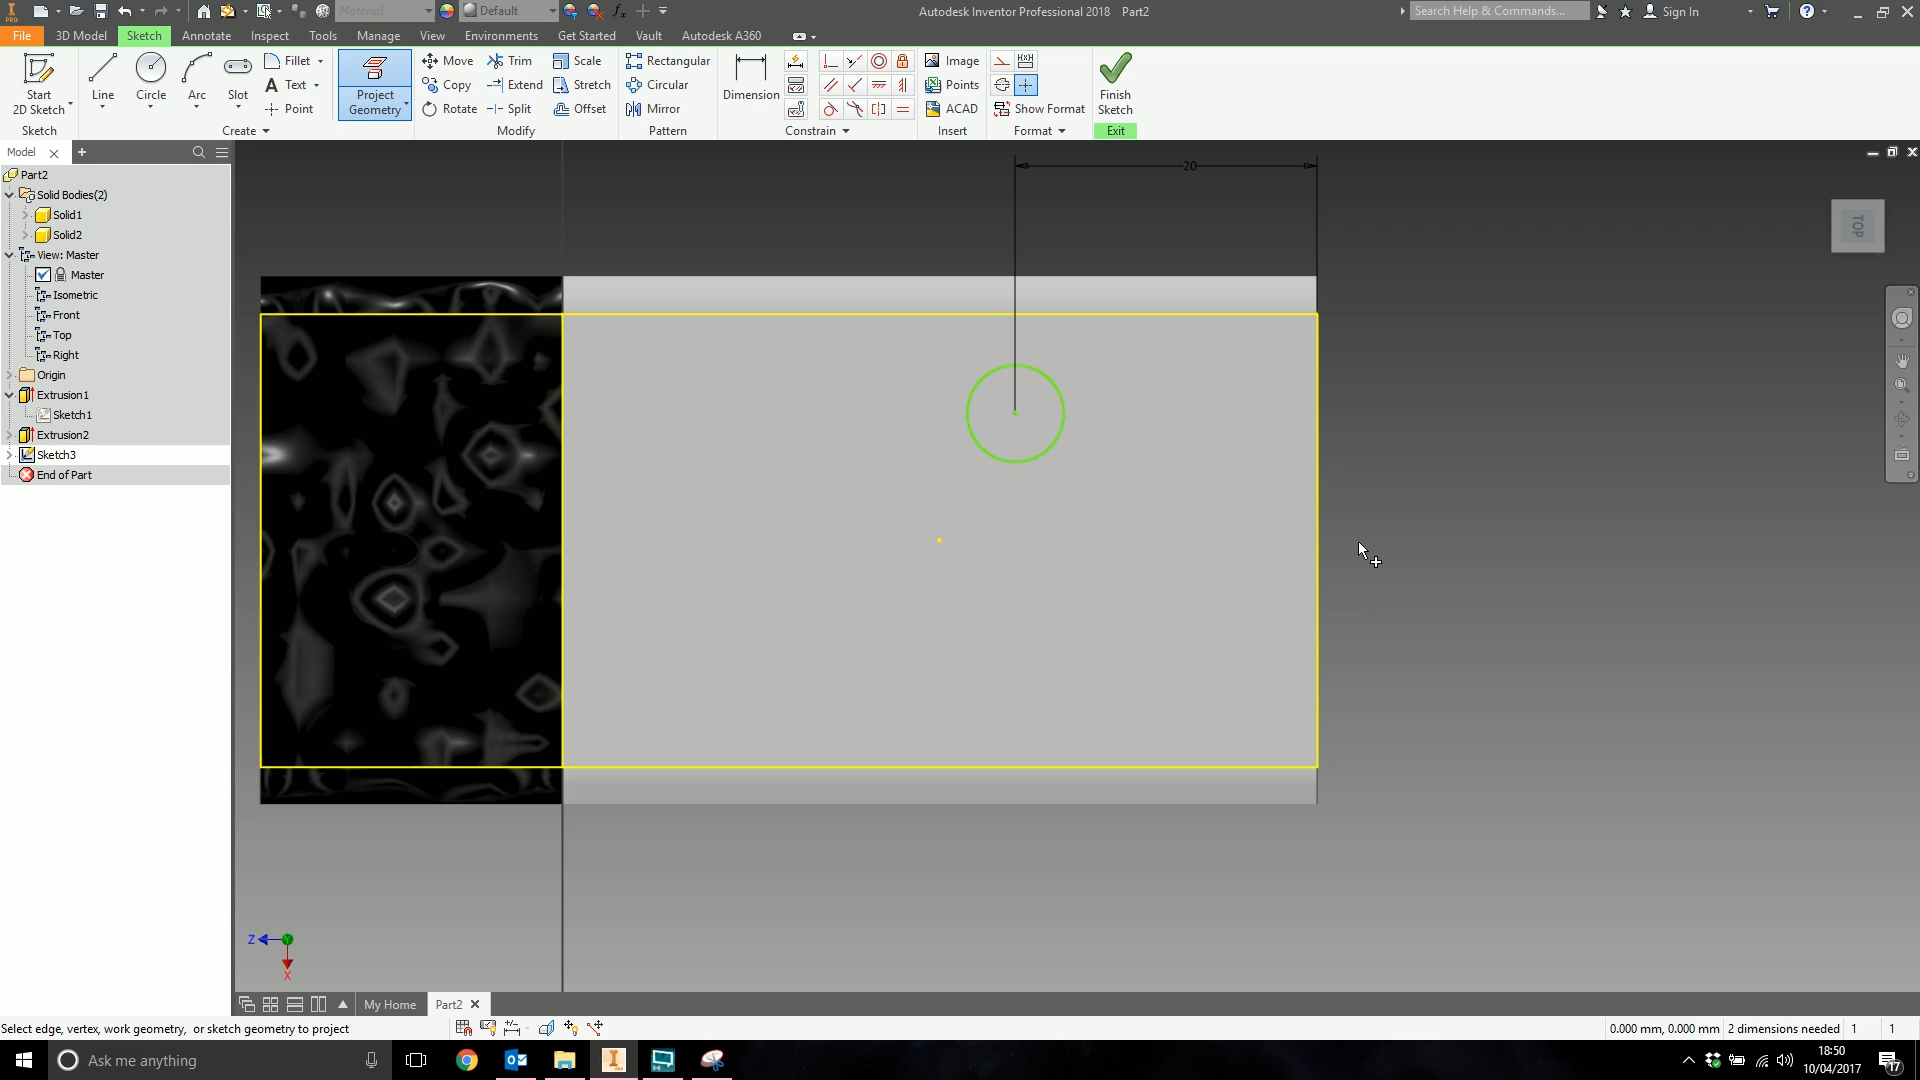 Material
Default
fx
Autodesk Inventor Professional 2018 Part2
Search Help & Commands...
Sign In
PRO
File 3D Model Sketch Annotate Inspect Tools Manage View Environments Get Started Vault Autodesk A360
Start
2D Sketch
Line
Circle
Arc
Slot
Fillet
Text
Point
Project
Geometry
Move
Copy
Rotate
Trim
Extend
Split
Scale
Stretch
Offset
Rectangular
Circular
Mirror
Dimension
Image
Points
ACAD
Show Format
Finish
Sketch
Sketch Create Modify Pattern Constrain Insert Format Exit
Model
Part2
Solid Bodies(2)
Solid1
Solid2
View: Master
Master
Isometric
Front
Top
Right
Origin
Extrusion1
Sketch1
Extrusion2
Sketch3
End of Part
20
TOP
Z
X
My Home Part2
Select edge, vertex, work geometry, or sketch geometry to project
0.000 mm, 0.000 mm 2 dimensions needed 1 1
Ask me anything
18:50
10/04/2017
17